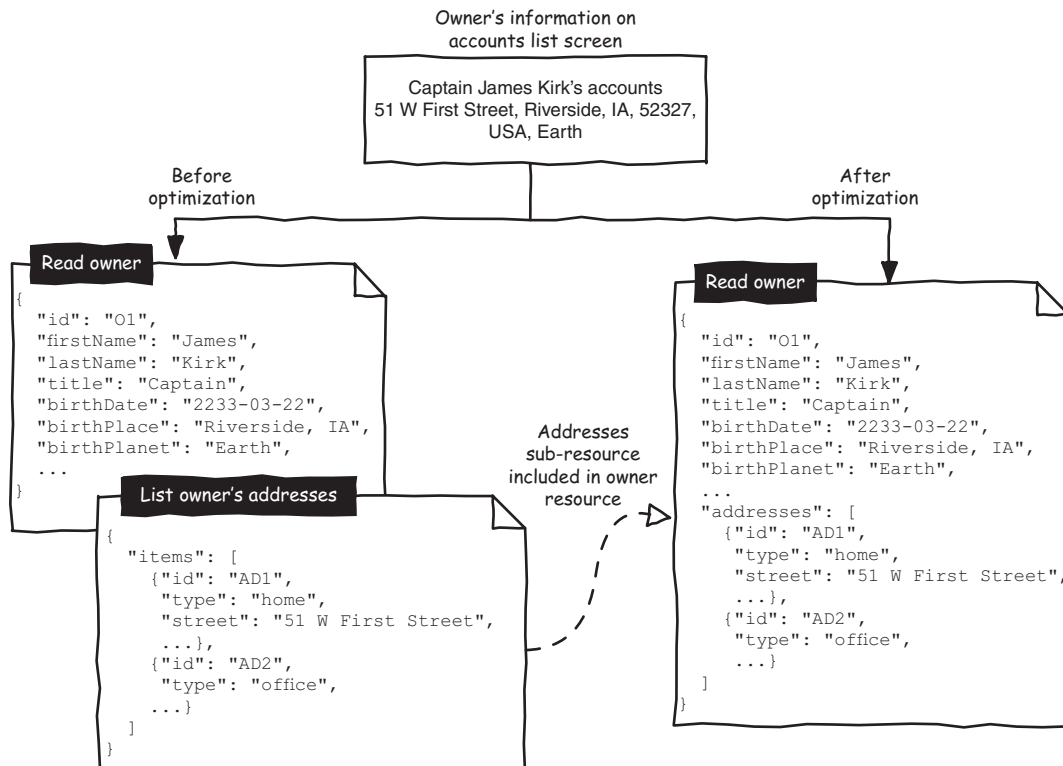 Owner's information on
accounts list screen
Captain James Kirk's accounts
51 W First Street, Riverside, IA, 52327,
USA, Earth
Before
optimization
After
optimization
Read owner
{
"id": "O1",
"firstName": "James",
"lastName": "Kirk",
"title": "Captain",
"birthDate": "2233-03-22",
"birthPlace": "Riverside, IA",
"birthPlanet": "Earth",
...
}
List owner's addresses
{
"items": [
{"id": "AD1",
"type": "home",
"street": "51 W First Street",
...},
{"id": "AD2",
"type": "office",
...}
]
}
Addresses
sub-resource
included in owner
resource
Read owner
{
"id": "O1",
"firstName": "James",
"lastName": "Kirk",
"title": "Captain",
"birthDate": "2233-03-22",
"birthPlace": "Riverside, IA",
"birthPlanet": "Earth",
...
"addresses": [
{"id": "AD1",
"type": "home",
"street": "51 W First Street",
...},
{"id": "AD2",
"type": "office",
...}
]
}